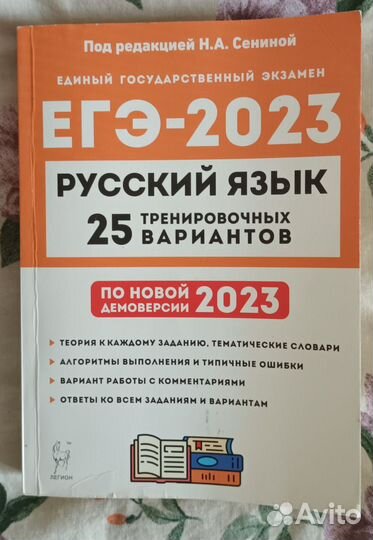 Под редакцией Н.А. Сениной
ЕДИНЫЙ ГОСУДАРСТВЕННЫЙ ЭКЗАМЕН
ЕГЭ-2023
РУССКИЙ ЯЗЫК
25 ТРЕНИРОВОЧНЫХ
ВАРИАНТОВ
ПО НОВОЙ
ДЕМОВЕРСИИ 2023
ТЕОРИЯ К КАЖДОМУ ЗАДАНИЮ, ТЕМАТИЧЕСКИЕ СЛОВАРИ
АЛГОРИТМЫ ВЫПОЛНЕНИЯ И ТИПИЧНЫЕ ОШИБКИ
ВАРИАНТ РАБОТЫ С КОММЕНТАРИЯМИ
ОТВЕТЫ КО ВСЕМ ЗАДАНИЯМ И ВАРИАНТАМ
ЛЕГИОН
Avito